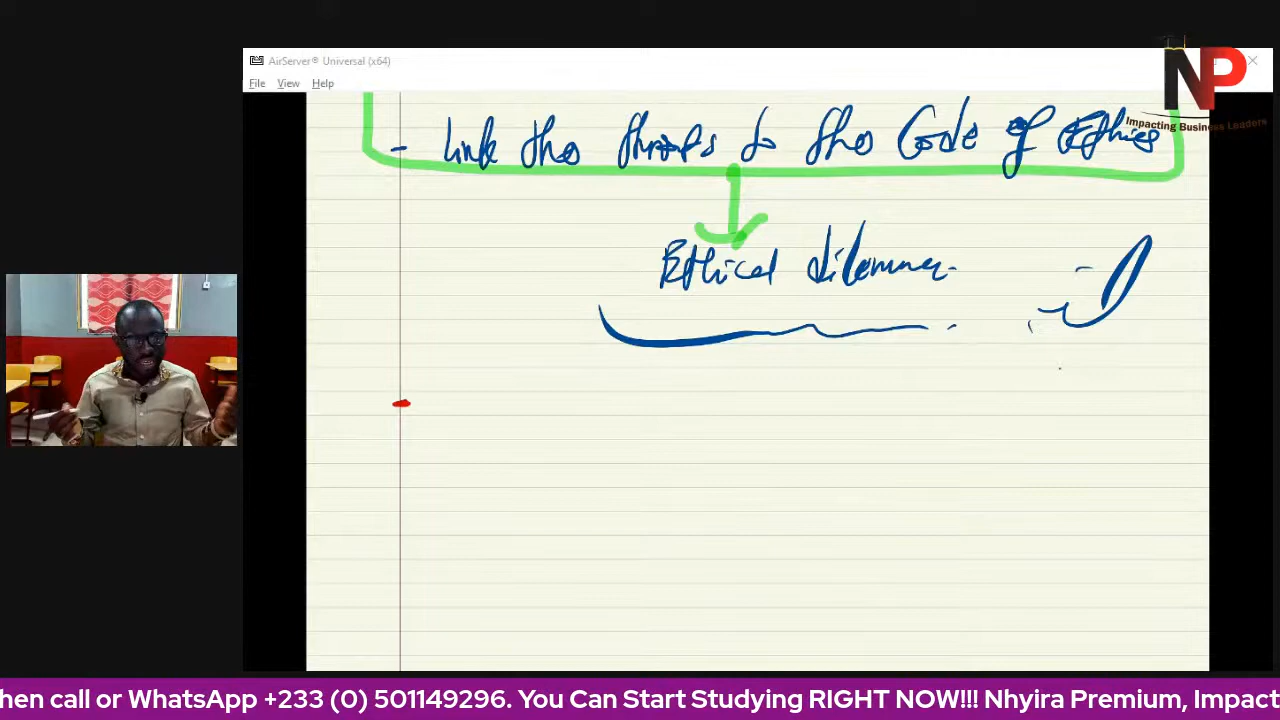 AirServer® Universal (x64)
File View Help
NP
Impacting Business Leaders
- Link the threats to the Code of Ethics
Ethical dilemma
hen call or WhatsApp +233 (0) 501149296. You Can Start Studying RIGHT NOW!!! Nhyira Premium, Impact